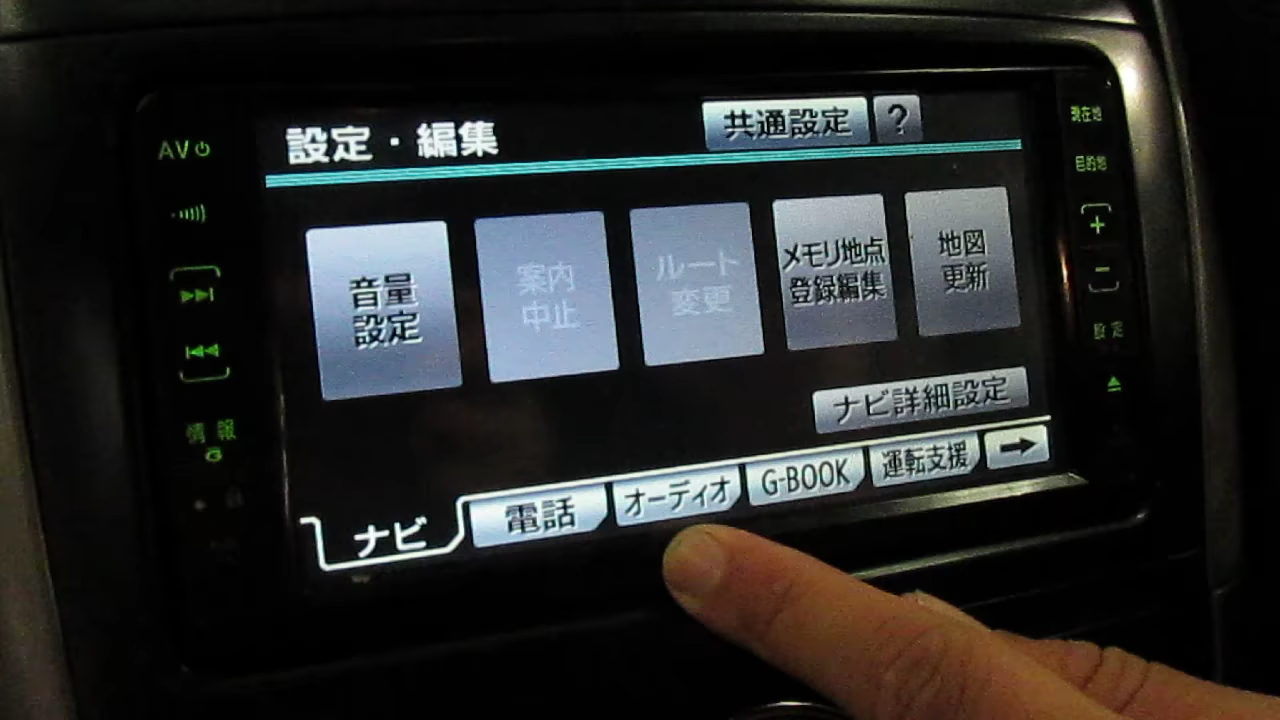 AV
設定・編集
共通設定
?
現在地
目的地
音量
設定
案内
中止
ルート
変更
メモリ地点
登録編集
地図
更新
設定
情報
ナビ詳細設定
ナビ
電話
オーディオ
G-BOOK
運転支援